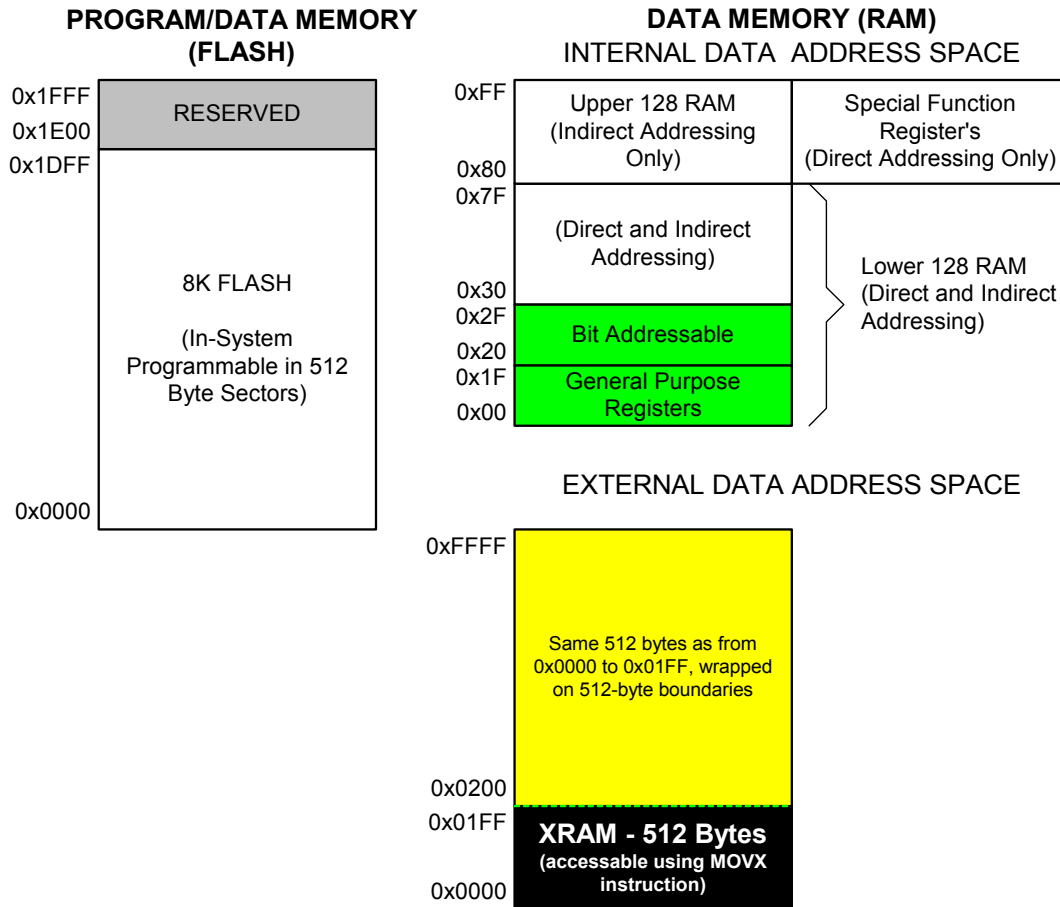 PROGRAM/DATA MEMORY
(FLASH)
0x1FFF
RESERVED
0x1E00
0x1DFF
8K FLASH
(In-System
Programmable in 512
Byte Sectors)
0x0000
DATA MEMORY (RAM)
INTERNAL DATA ADDRESS SPACE
0xFF
Upper 128 RAM
(Indirect Addressing
Only)
0x80
Special Function
Register's
(Direct Addressing Only)
0x7F
(Direct and Indirect
Addressing)
0x30
Lower 128 RAM
(Direct and Indirect
Addressing)
0x2F
Bit Addressable
0x20
0x1F
General Purpose
Registers
0x00
EXTERNAL DATA ADDRESS SPACE
0xFFFF
Same 512 bytes as from
0x0000 to 0x01FF, wrapped
on 512-byte boundaries
0x0200
0x01FF
XRAM - 512 Bytes
(accessable using MOVX
instruction)
0x0000